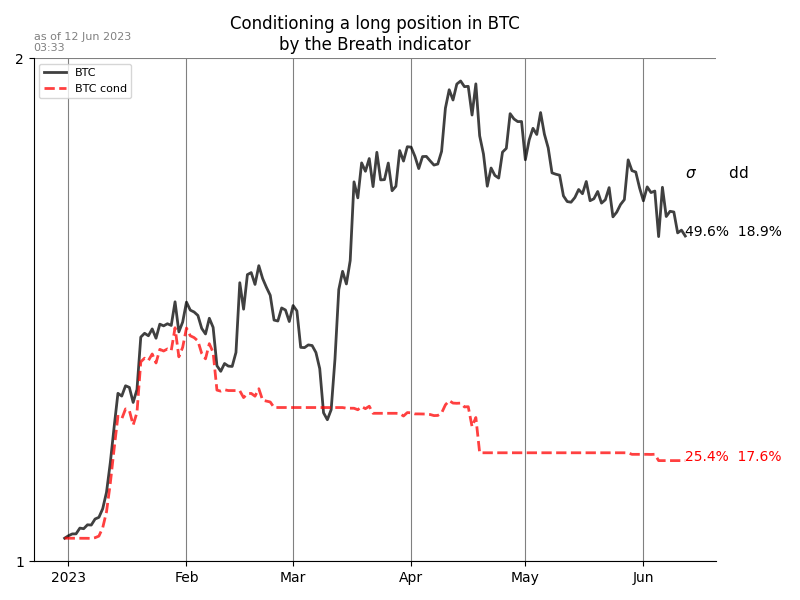 Conditioning a long position in BTC
by the Breath indicator
as of 12 Jun 2023
03:33
2
BTC
BTC cond
σ dd
49.6% 18.9%
25.4% 17.6%
1
2023 Feb Mar Apr May Jun